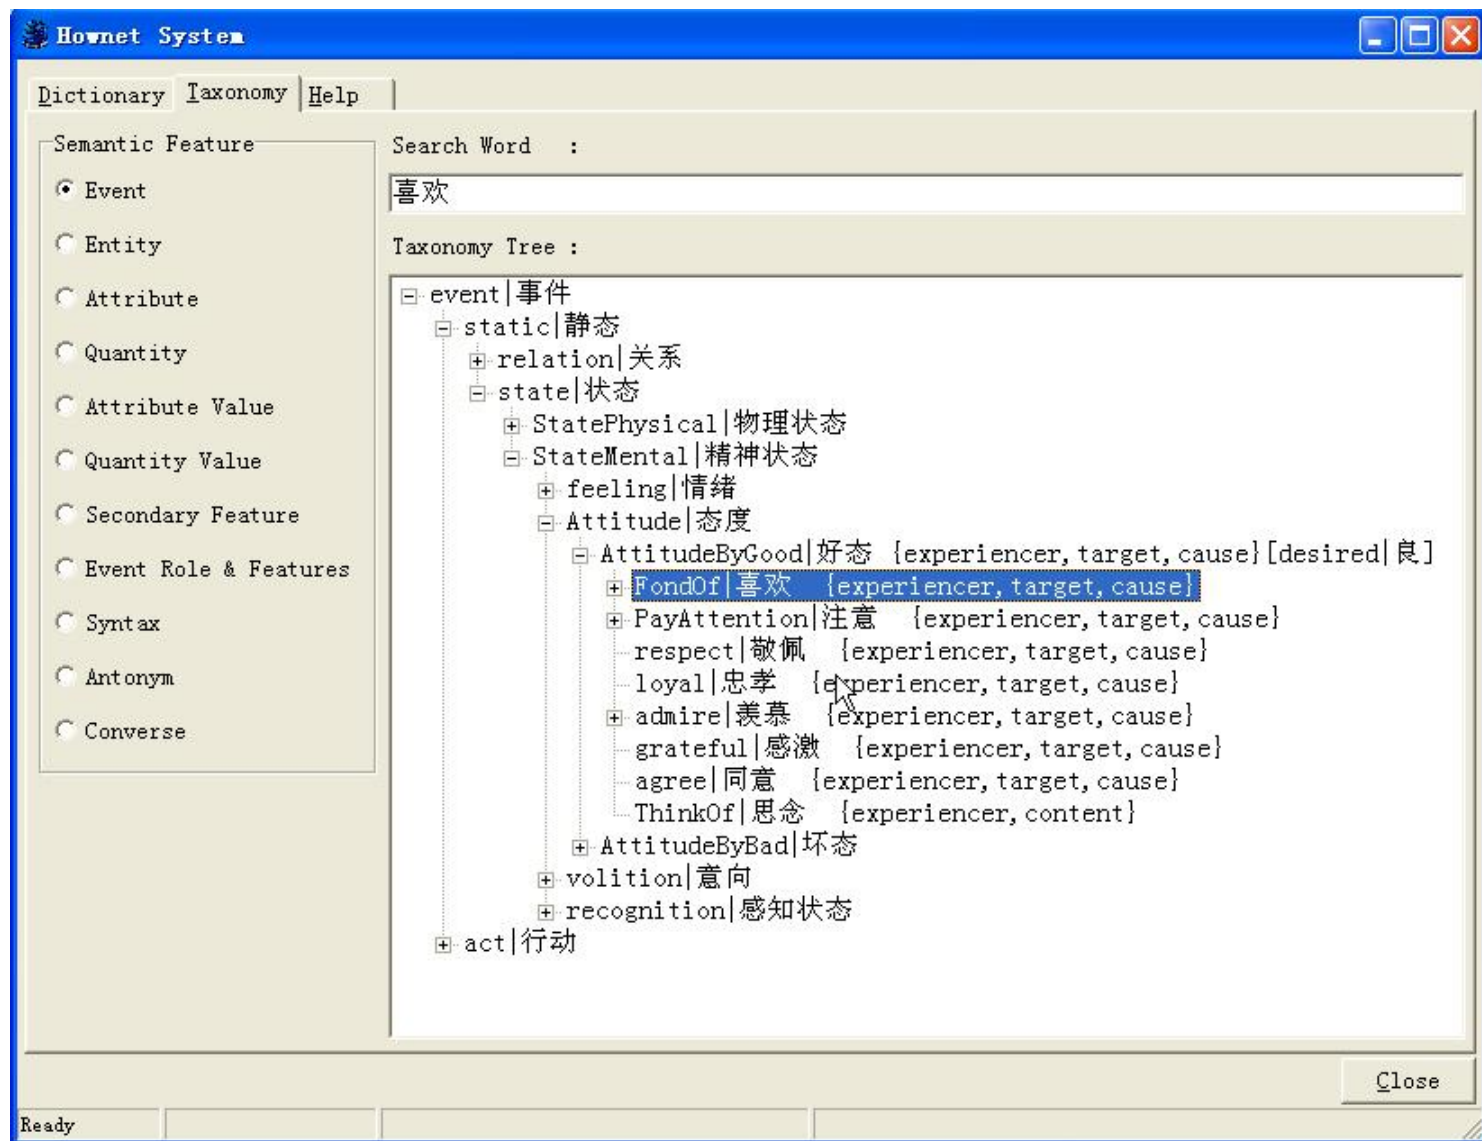 Hownet System
Dictionary Taxonomy Help
Semantic Feature
Event
Entity
Attribute
Quantity
Attribute Value
Quantity Value
Secondary Feature
Event Role & Features
Syntax
Antonym
Converse
Search Word :
喜欢
Taxonomy Tree :
event|事件
static|静态
relation|关系
state|状态
StatePhysical|物理状态
StateMental|精神状态
feeling|情绪
Attitude|态度
AttitudeByGood|好态 {experiencer,target,cause}[desired|良]
FondOf|喜欢 {experiencer,target,cause}
PayAttention|注意 {experiencer,target,cause}
respect|敬佩 {experiencer,target,cause}
loyal|忠孝 {experiencer,target,cause}
admire|羡慕 {experiencer,target,cause}
grateful|感激 {experiencer,target,cause}
agree|同意 {experiencer,target,cause}
ThinkOf|思念 {experiencer,content}
AttitudeByBad|坏态
volition|意向
recognition|感知状态
act|行动
Close
Ready